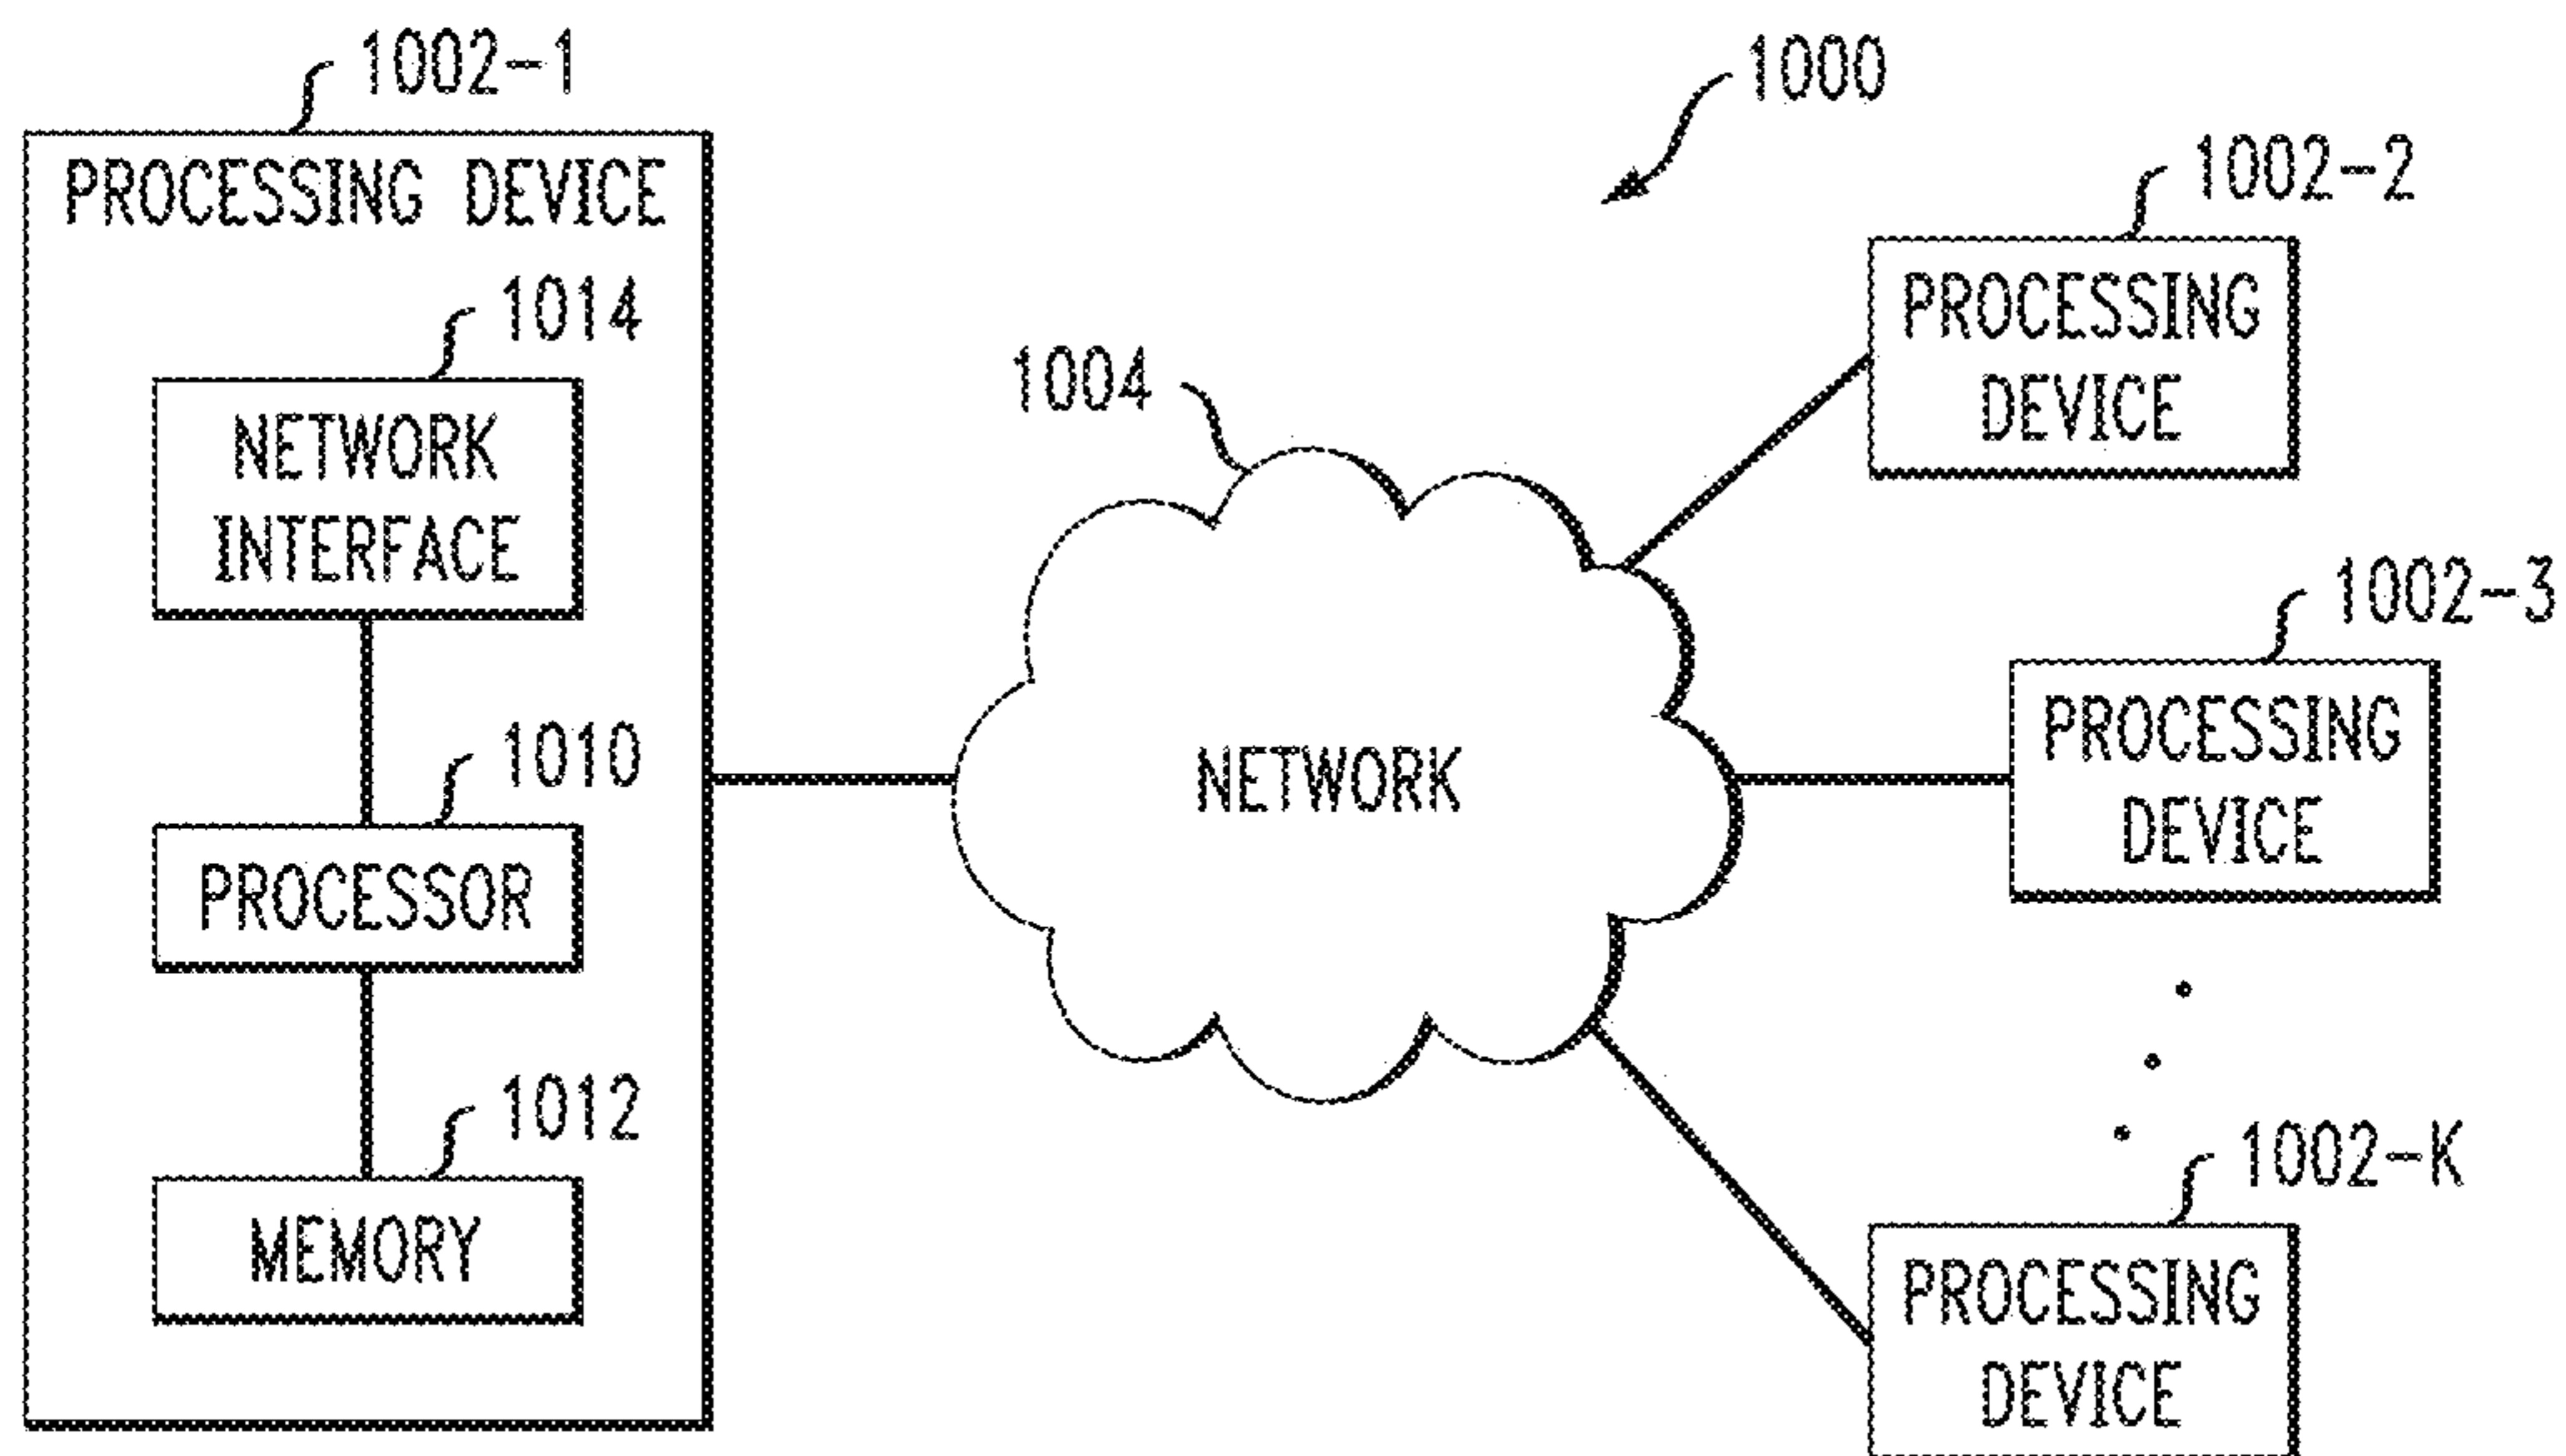 1002-1
PROCESSING DEVICE
1014
NETWORK
INTERFACE
1010
PROCESSOR
1012
MEMORY
1000
1004
NETWORK
1002-2
PROCESSING
DEVICE
1002-3
PROCESSING
DEVICE
1002-K
PROCESSING
DEVICE